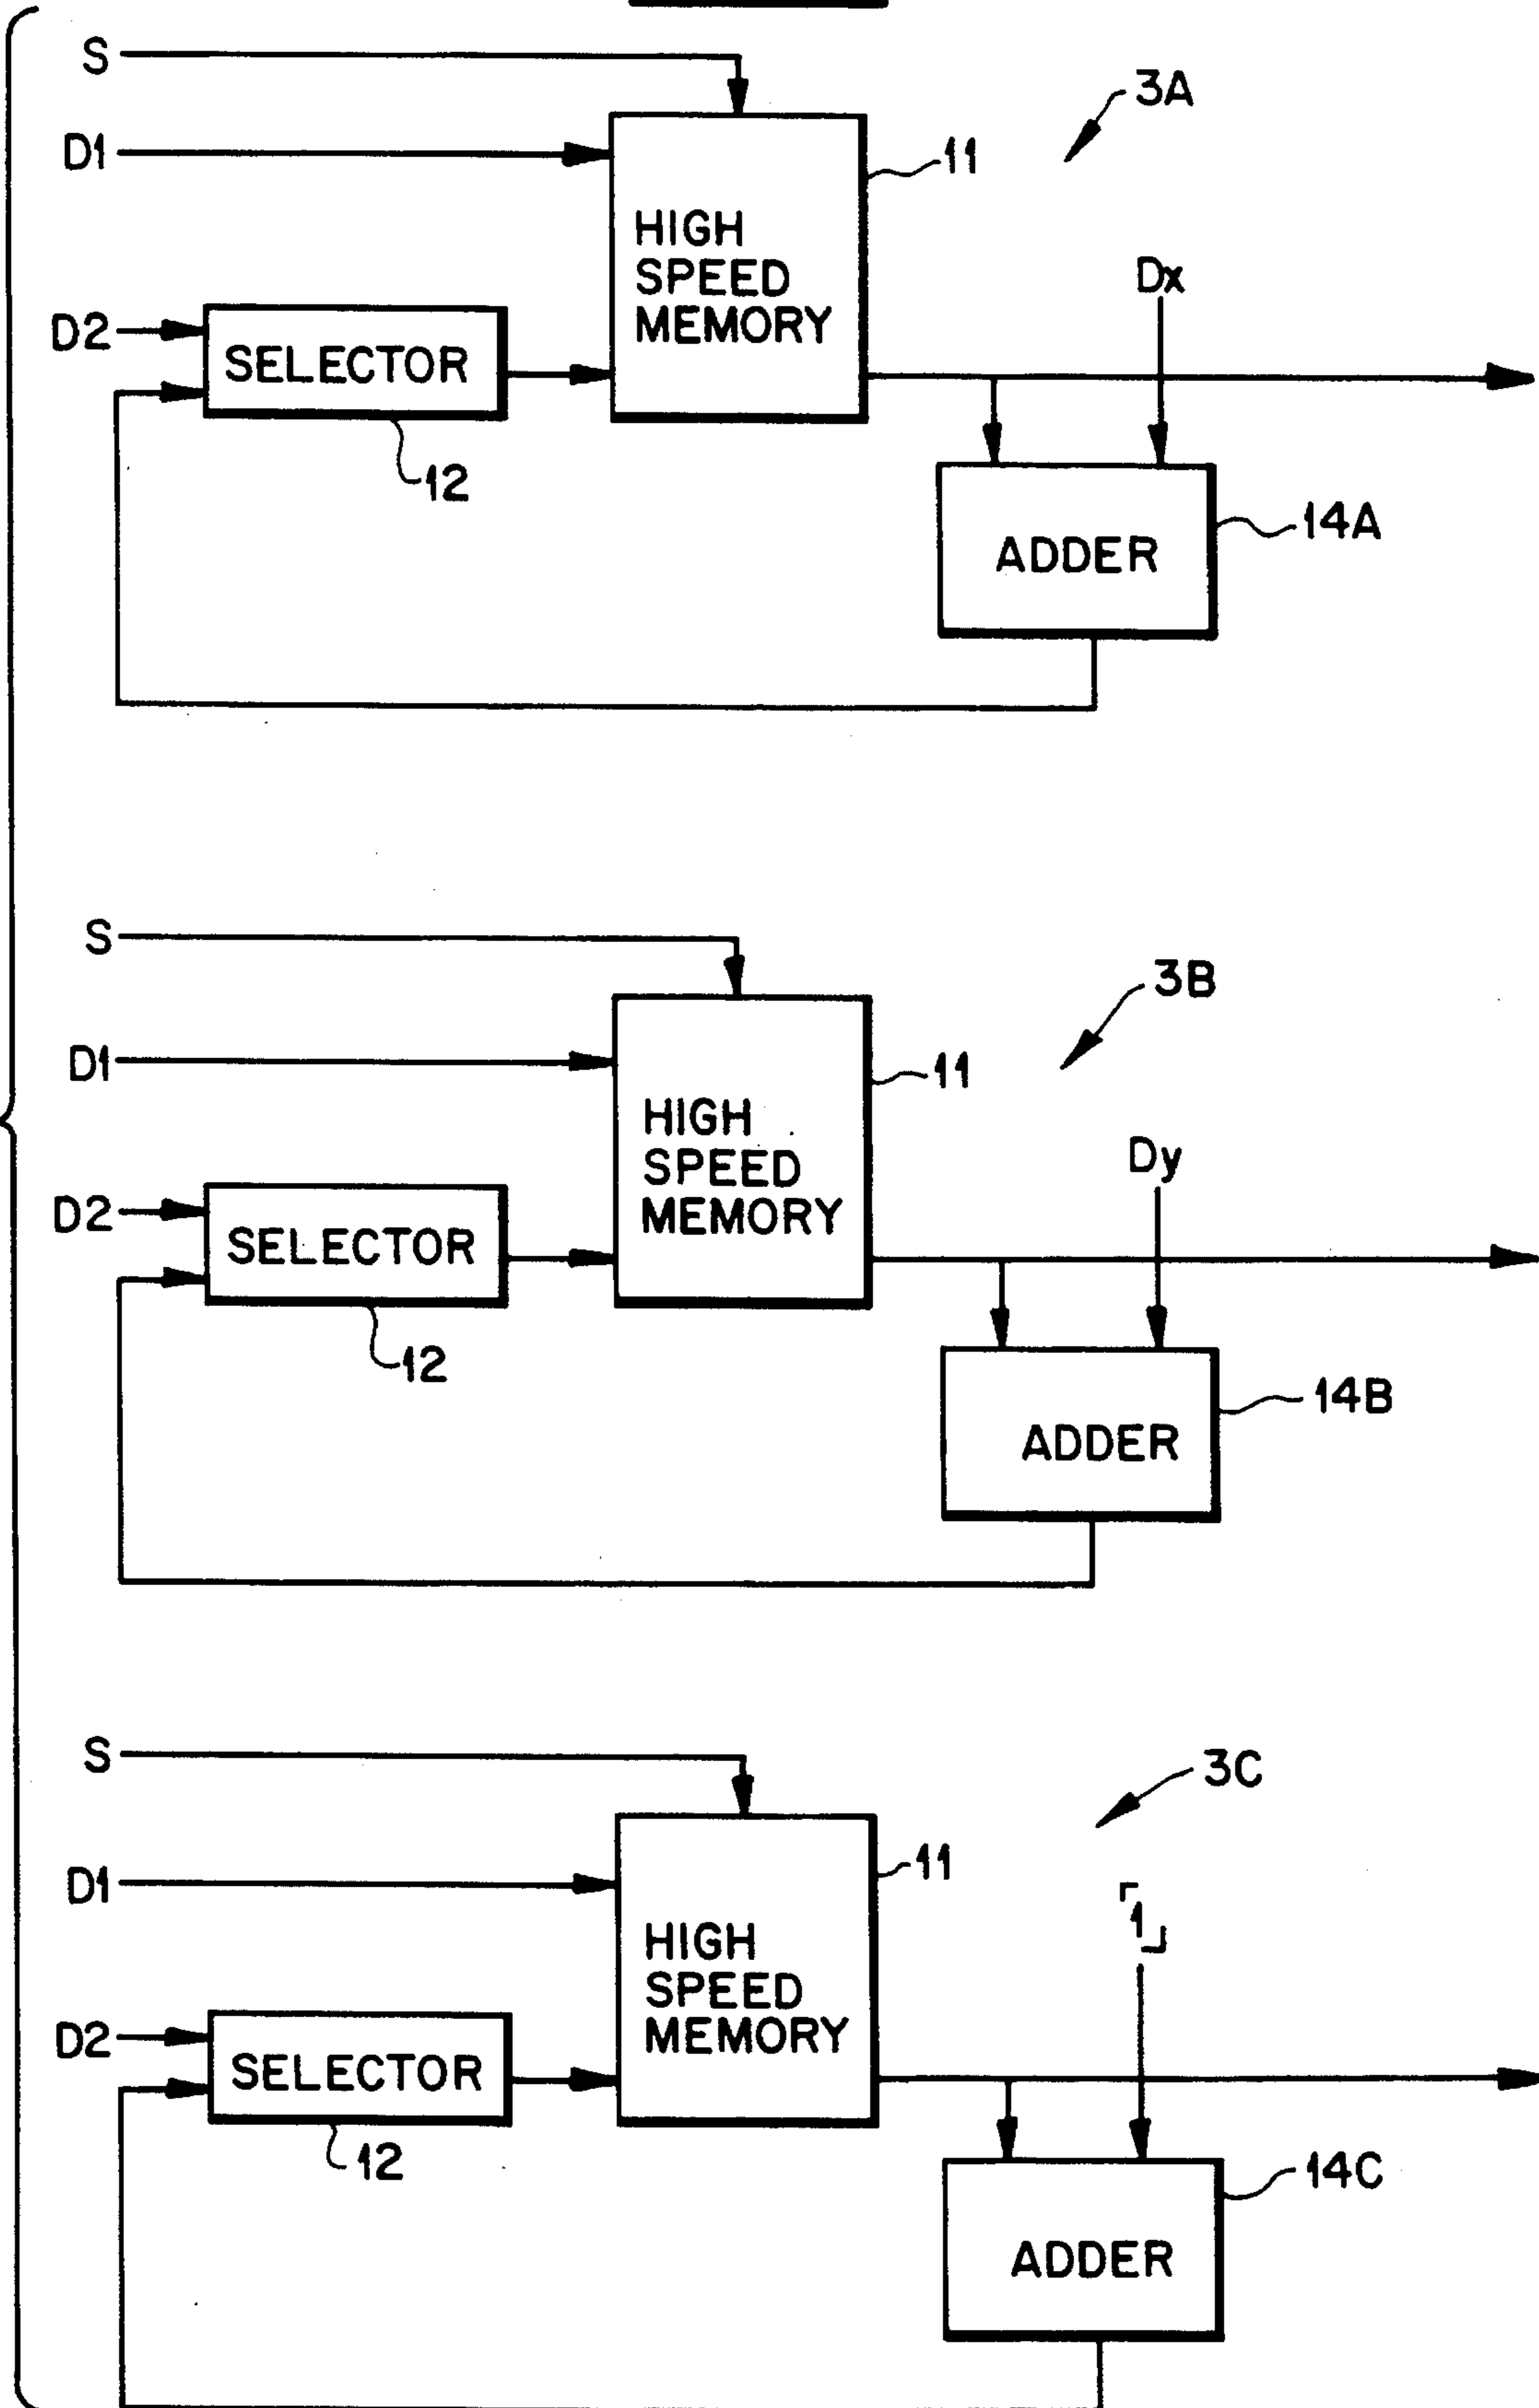 S
3A
D1
11
HIGH
SPEED
MEMORY
Dx
D2
SELECTOR
12
14A
ADDER
S
3B
D1
11
HIGH
SPEED
MEMORY
Dy
D2
SELECTOR
12
14B
ADDER
S
3C
D1
11
「1」
HIGH
SPEED
MEMORY
D2
SELECTOR
12
14C
ADDER